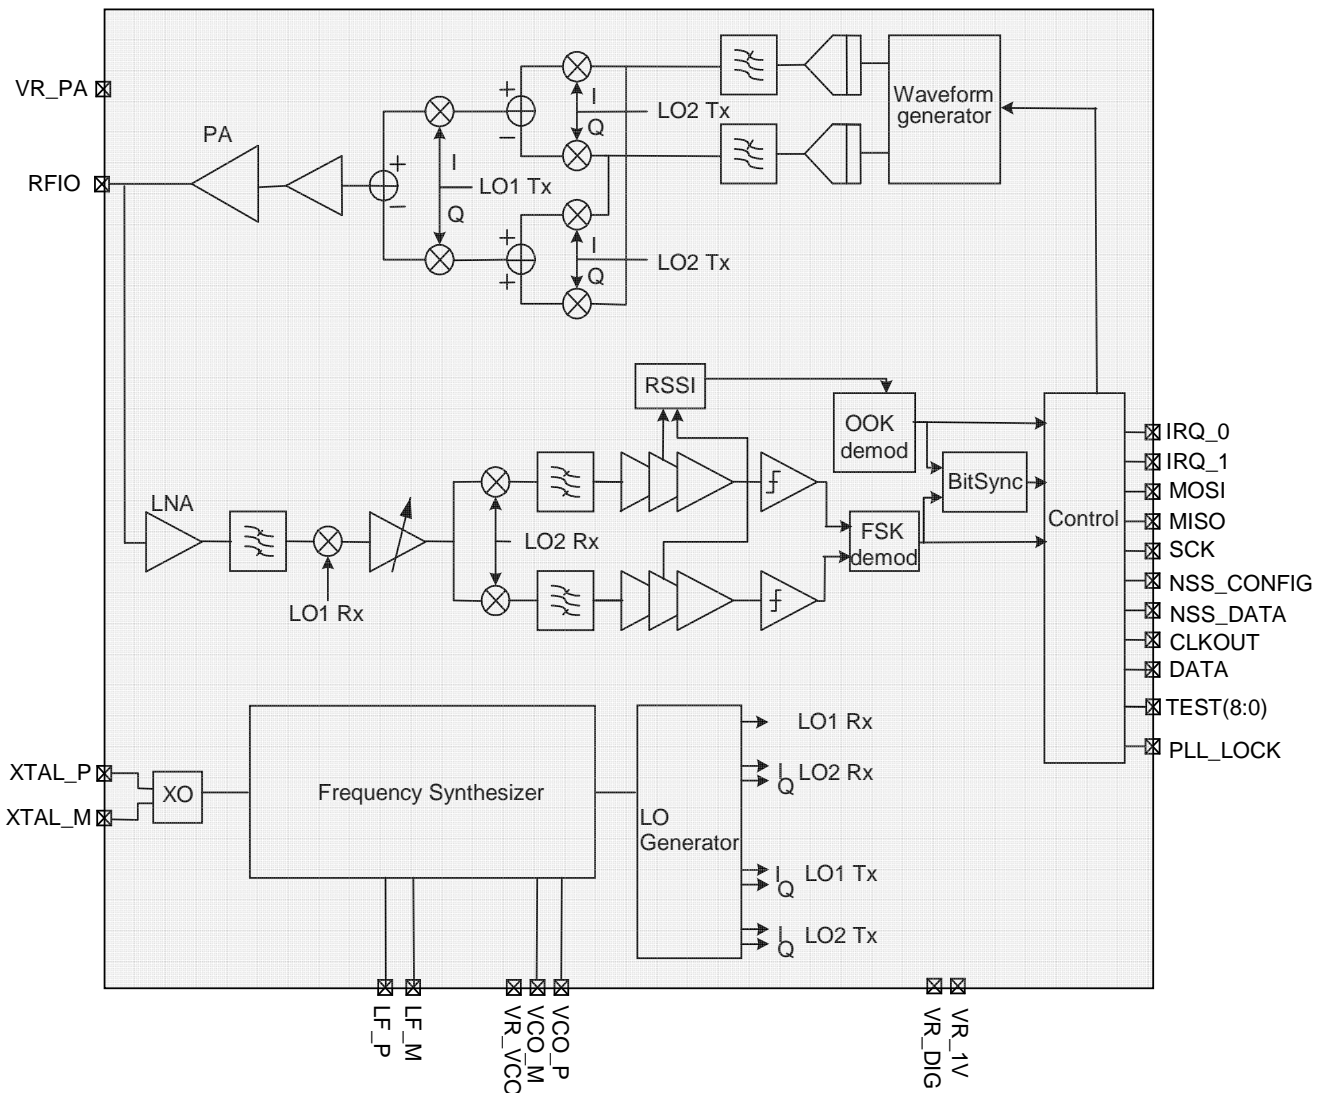 VR_PA
PA
RFIO
+
−
I
LO1 Tx
Q
+
−
I
LO2 Tx
Q
+
+
I
LO2 Tx
Q
Waveform
generator
RSSI
OOK
demod
BitSync
FSK
demod
Control
LNA
LO1 Rx
LO2 Rx
IRQ_0
IRQ_1
MOSI
MISO
SCK
NSS_CONFIG
NSS_DATA
CLKOUT
DATA
TEST(8:0)
PLL_LOCK
XTAL_P
XTAL_M
XO
Frequency Synthesizer
LO
Generator
LO1 Rx
I
Q
LO2 Rx
I
Q
LO1 Tx
I
Q
LO2 Tx
LF_P
LF_M
VR_VCC
VCO_M
VCO_P
VR_DIG
VR_1V